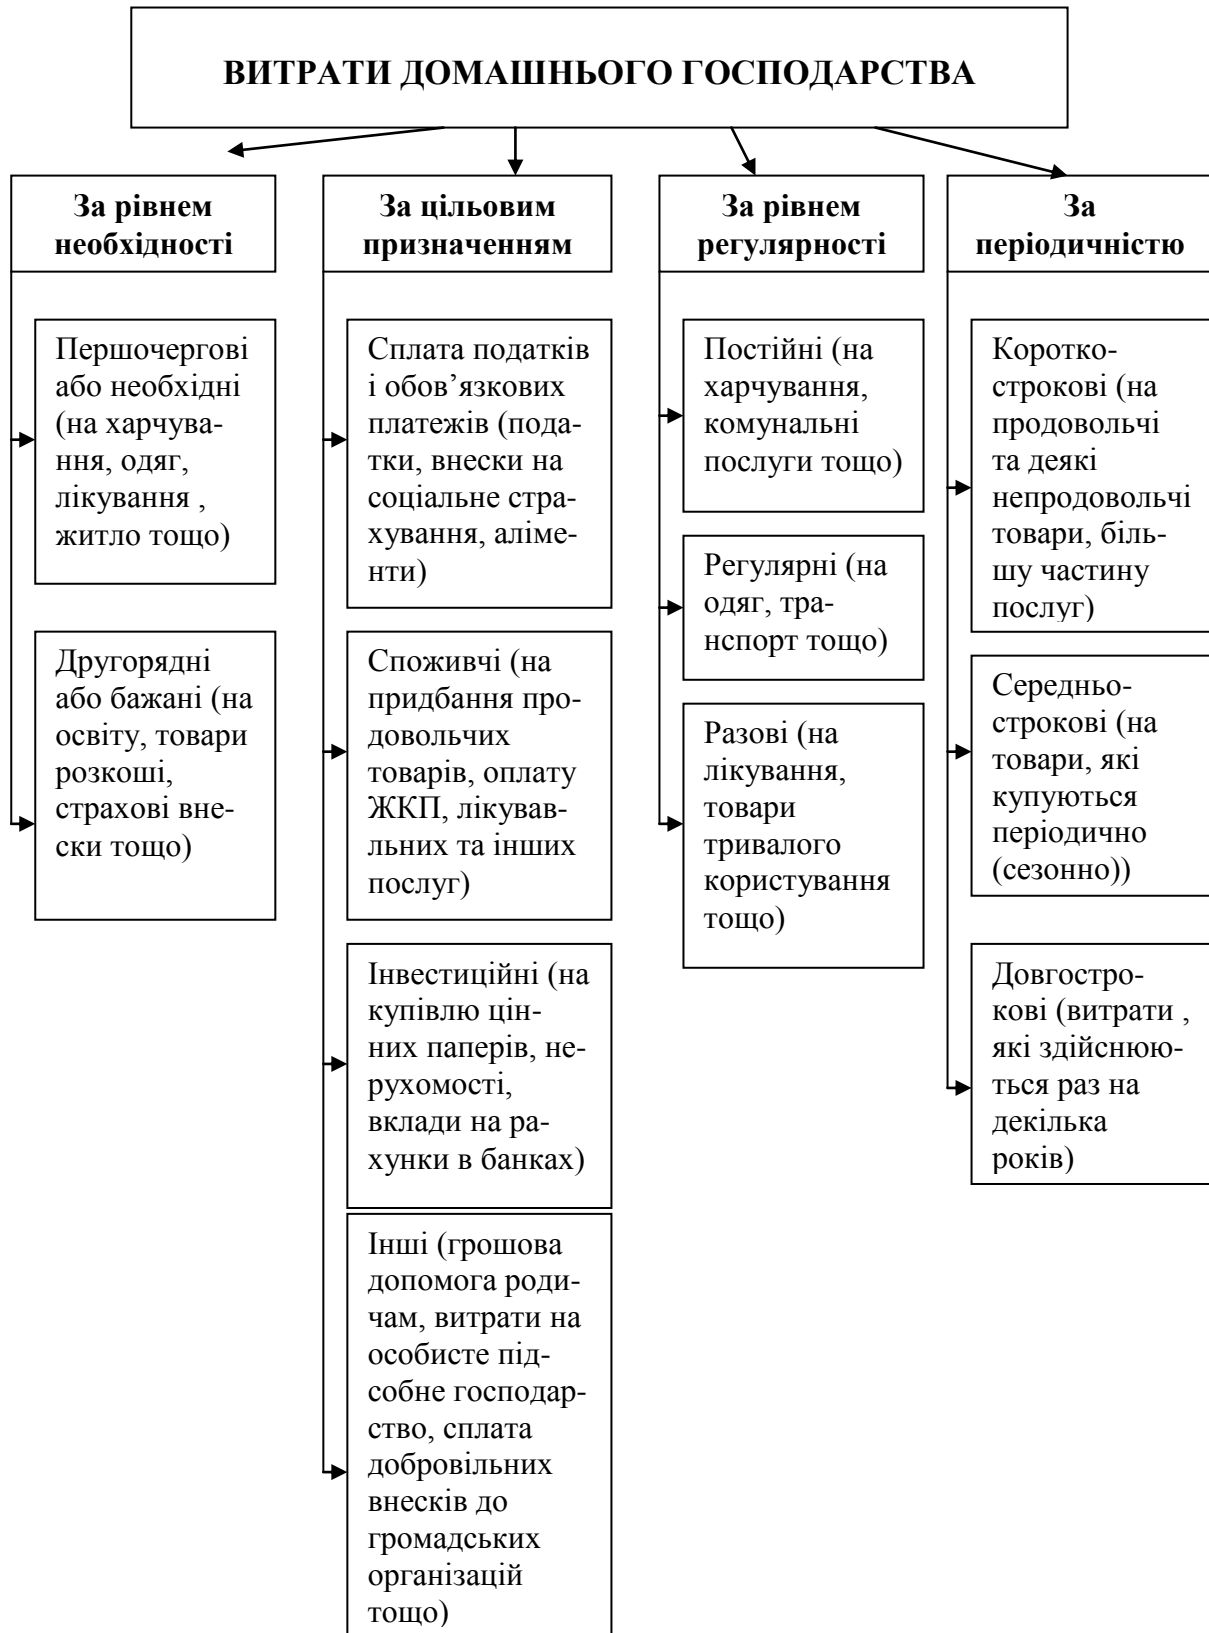 ВИТРАТИ ДОМАШНЬОГО ГОСПОДАРСТВА
За рівнем
необхідності
Першочергові
або необхідні
(на харчува-
ння, одяг,
лікування ,
житло тощо)
Другорядні
або бажані (на
освіту, товари
розкоші,
страхові вне-
ски тощо)
За цільовим
призначенням
Сплата податків
і обов’язкових
платежів (пода-
тки, внески на
соціальне стра-
хування, аліме-
нти)
Споживчі (на
придбання про-
довольчих
товарів, оплату
ЖКП, лікував-
льних та інших
послуг)
Інвестиційні (на
купівлю цін-
них паперів, не-
рухомості,
вклади на ра-
хунки в банках)
Інші (грошова
допомога роди-
чам, витрати на
особисте під-
собне господар-
ство, сплата
добровільних
внесків до
громадських
організацій
тощо)
За рівнем
регулярності
Постійні (на
харчування,
комунальні
послуги тощо)
Регулярні (на
одяг, тра-
нспорт тощо)
Разові (на
лікування,
товари
тривалого
користування
тощо)
За
періодичністю
Коротко-
строкові (на
продовольчі
та деякі
непродовольчі
товари, біль-
шу частину
послуг)
Середньо-
строкові (на
товари, які
купуються
періодично
(сезонно))
Довгостро-
кові (витрати ,
які здійснюю-
ться раз на
декілька
років)